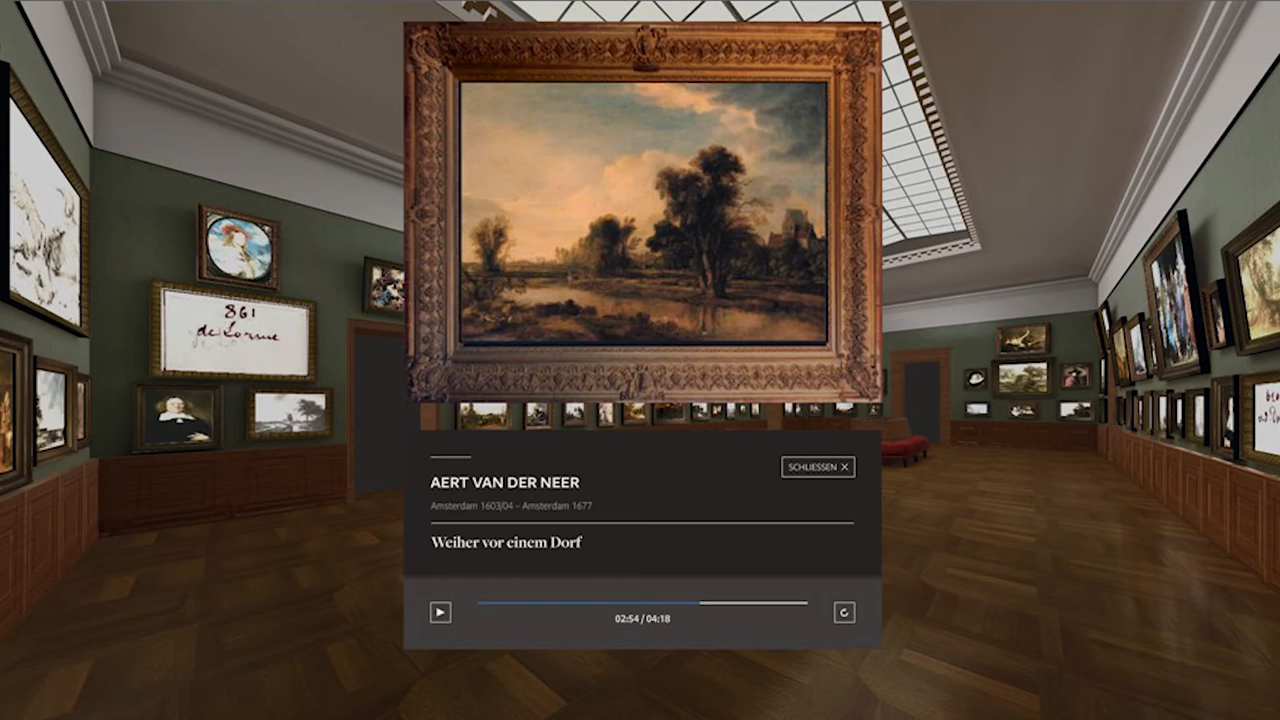 861
de Lorme
AERT VAN DER NEER
SCHLIESSEN
Amsterdam 1603/04 – Amsterdam 1677
Weiher vor einem Dorf
02:54 / 04:18